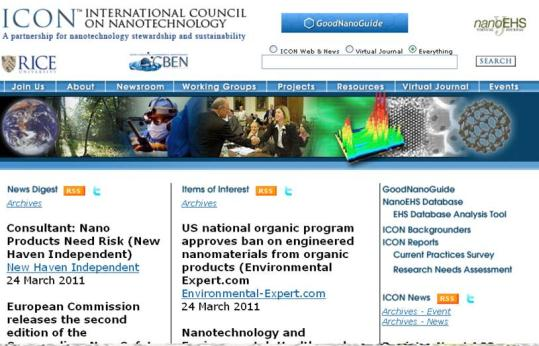 ICON™ INTERNATIONAL COUNCIL
ON NANOTECHNOLOGY
A partnership for nanotechnology stewardship and sustainability
GoodNanoGuide
nanoEHS
VIRTUAL JOURNAL
RICE
UNIVERSITY
CBEN
ICON Web & News Virtual Journal Everything
SEARCH
Join Us About Newsroom Working Groups Projects Resources Virtual Journal Events
News Digest RSS
Archives
Consultant: Nano
Products Need Risk (New
Haven Independent)
New Haven Independent
24 March 2011
European Commission
releases the second
edition of the
Items of Interest RSS
Archives
US national organic program
approves ban on engineered
nanomaterials from organic
products (Environmental
Expert.com
Environmental-Expert.com
24 March 2011
Nanotechnology and
GoodNanoGuide
NanoEHS Database
EHS Database Analysis Tool
ICON Backgrounders
ICON Reports
Current Practices Survey
Research Needs Assessment
ICON News RSS
Archives - Event
Archives - News